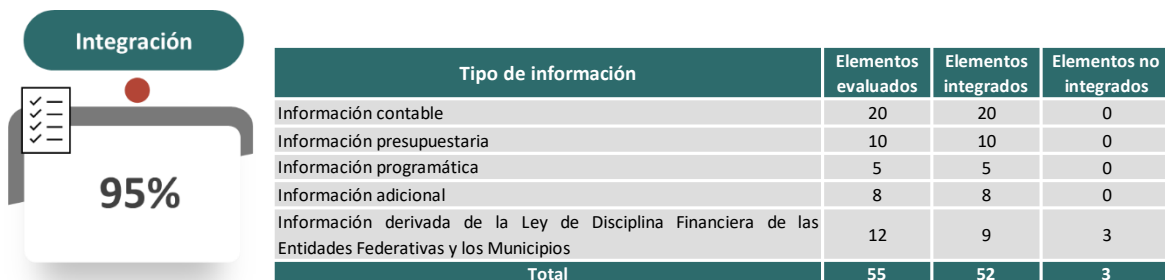 Integración
95%
Tipo de información
Elementos evaluados
Elementos integrados
Elementos no integrados
Información contable 20 20 0
Información presupuestaria 10 10 0
Información programática 5 5 0
Información adicional 8 8 0
Información derivada de la Ley de Disciplina Financiera de las
Entidades Federativas y los Municipios 12 9 3
Total 55 52 3